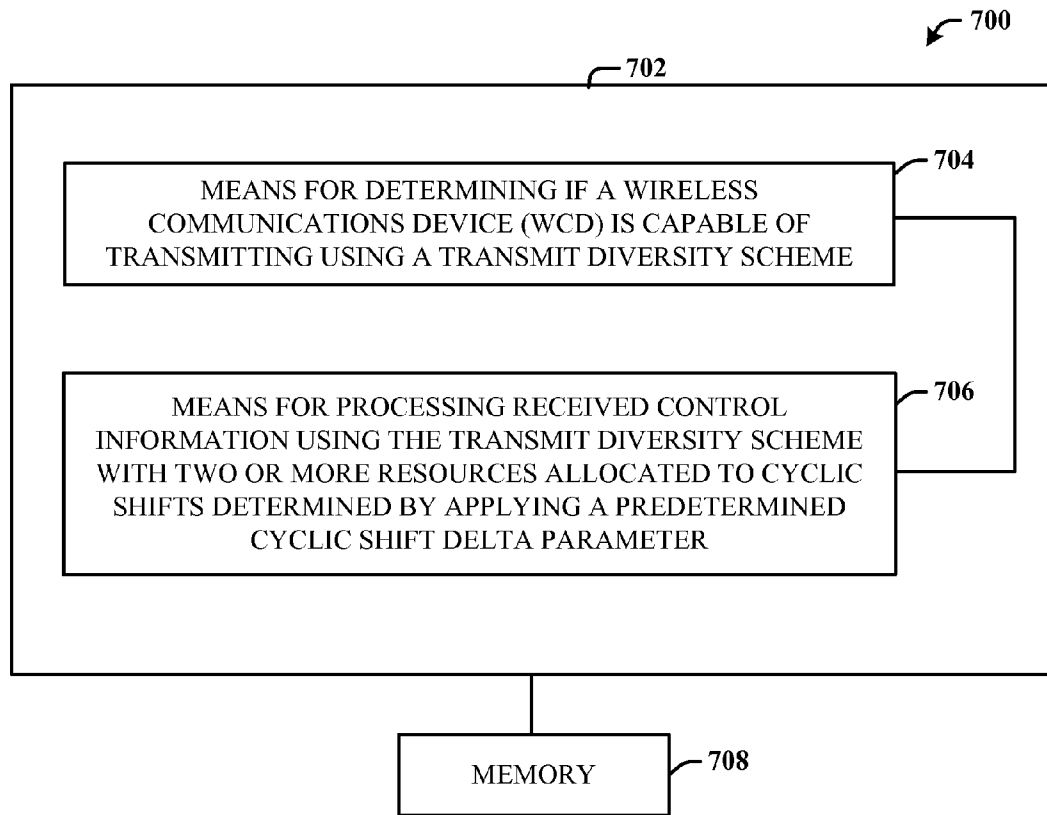 700
702
704
MEANS FOR DETERMINING IF A WIRELESS
COMMUNICATIONS DEVICE (WCD) IS CAPABLE OF
TRANSMITTING USING A TRANSMIT DIVERSITY SCHEME
706
MEANS FOR PROCESSING RECEIVED CONTROL
INFORMATION USING THE TRANSMIT DIVERSITY SCHEME
WITH TWO OR MORE RESOURCES ALLOCATED TO CYCLIC
SHIFTS DETERMINED BY APPLYING A PREDETERMINED
CYCLIC SHIFT DELTA PARAMETER
MEMORY
708